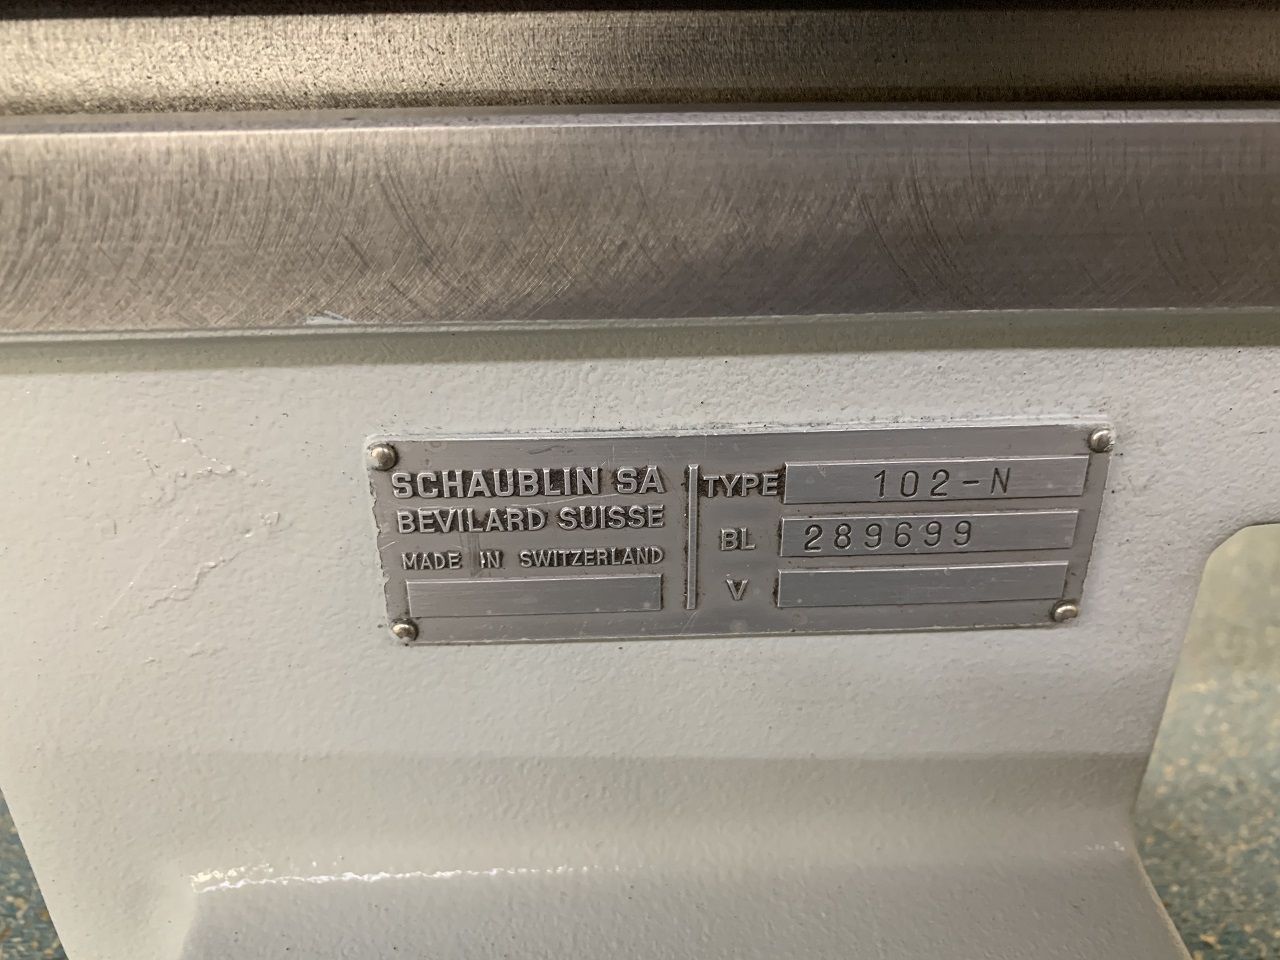 SCHAUBLIN SA
BEVILARD SUISSE
MADE IN SWITZERLAND
TYPE 102-N
BL 289699
V